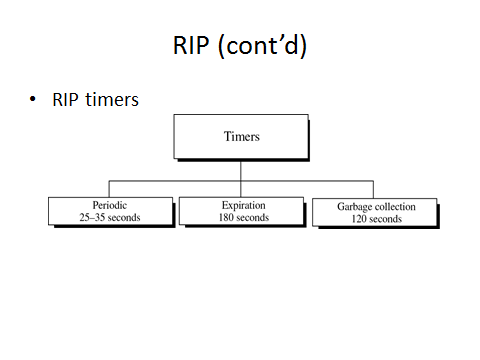 RIP (cont’d)
• RIP timers
Timers
Periodic
25–35 seconds
Expiration
180 seconds
Garbage collection
120 seconds